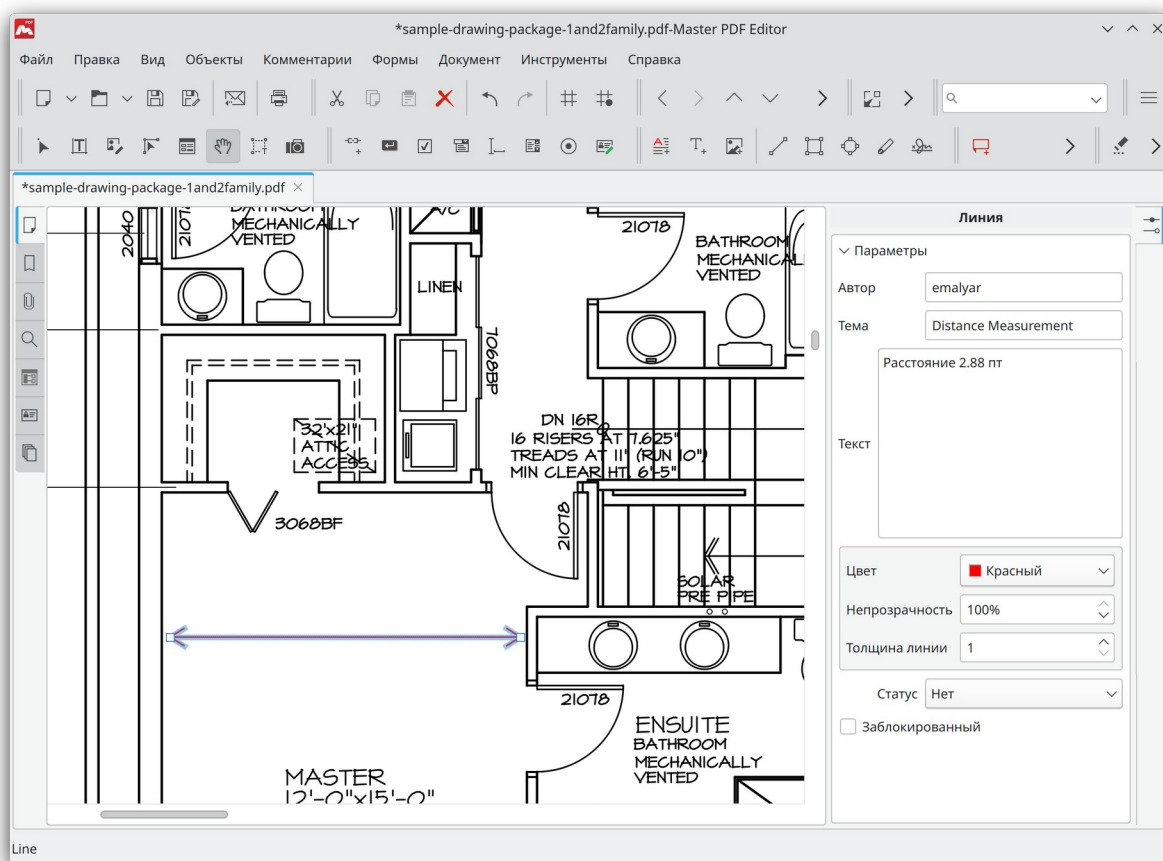 PDF
*sample-drawing-package-1and2family.pdf-Master PDF Editor
Файл Правка Вид Объекты Комментарии Формы Документ Инструменты Справка
*sample-drawing-package-1and2family.pdf
2040
21078
BATHROOM
MECHANICALLY
VENTED
LINEN
21078
BATHROOM
MECHANICALL
VENTED
7068BP
32"x21"
ATTIC
ACCESS
DN 16R
16 RISERS AT 7.625"
TREADS AT 11" (RUN 10")
MIN CLEAR HT. 6'-5"
3068BF
21078
SOLAR
PRE PIPE
21078
ENSUITE
BATHROOM
MECHANICALLY
VENTED
MASTER
12'-0"x15'-0"
Линия
Параметры
Автор emalyar
Тема Distance Measurement
Текст
Расстояние 2.88 пт
Цвет Красный
Непрозрачность 100%
Толщина линии 1
Статус Нет
Заблокированный
Line